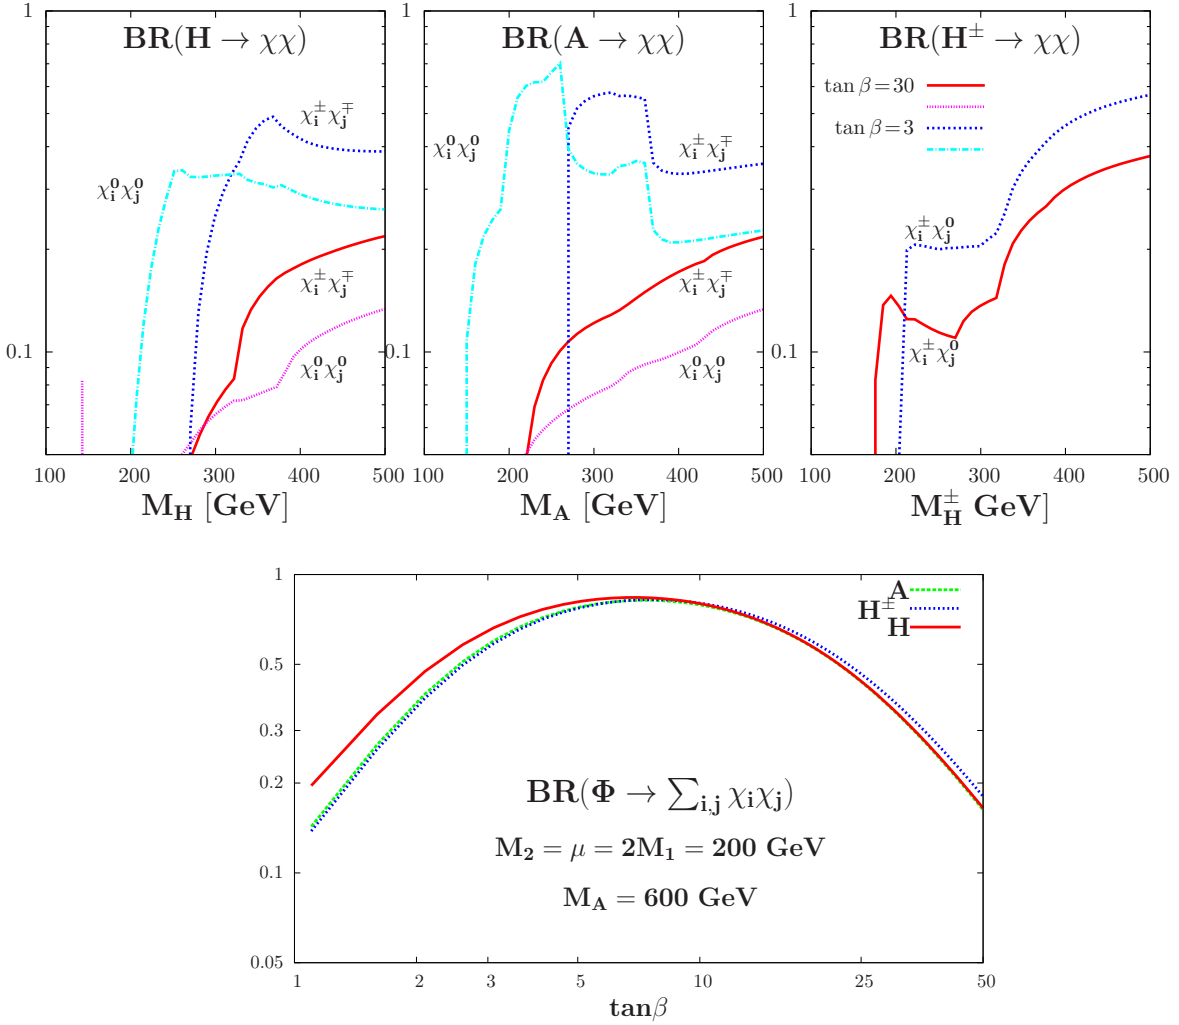 BR(H → χχ)
1
0.1
χ±i χ∓j
χ0i χ0j
χ±i χ∓j
χ0i χ0j
100 200 300 400 500
M_H [GeV]
BR(A → χχ)
1
0.1
χ0i χ0j
χ±i χ∓j
χ±i χ∓j
χ0i χ0j
100 200 300 400 500
M_A [GeV]
BR(H± → χχ)
1
tan β=30
tan β=3
χ±i χ0j
0.1
χ±i χ0j
100 200 300 400 500
M±H GeV]
1
A
H±
H
0.5
0.3
0.2
BR(Φ → ∑i,j χiχj)
M2 = μ = 2M1 = 200 GeV
0.1
MA = 600 GeV
0.05
1 2 3 5 10 25 50
tanβ